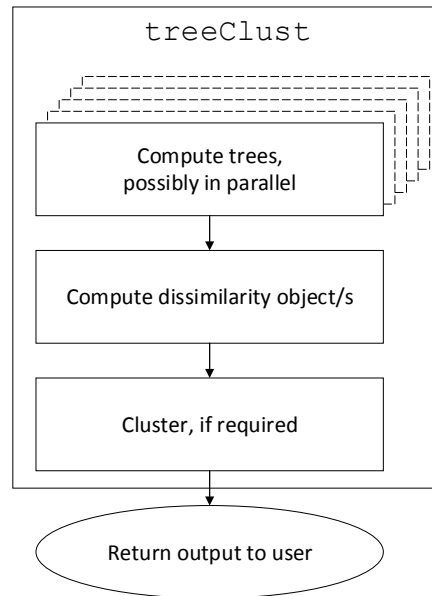 treeClust
Compute trees,
possibly in parallel
Compute dissimilarity object/s
Cluster, if required
Return output to user